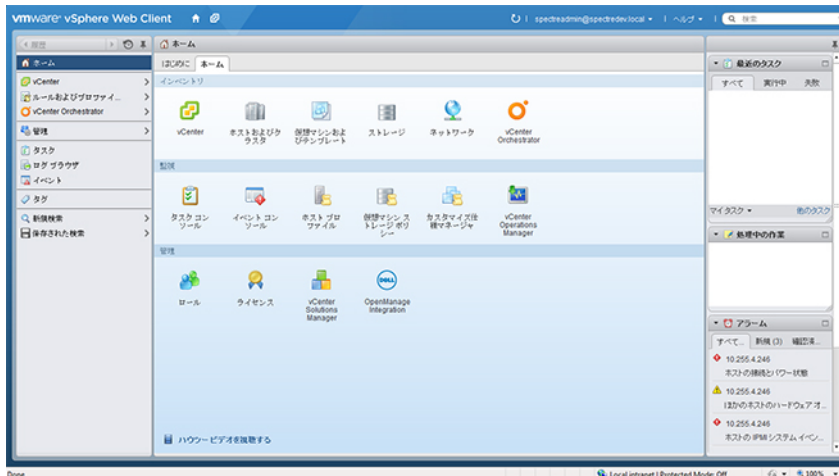 vmware® vSphere Web Client
spectreadmin@spectredev.local
ヘルプ
検索
履歴
ホーム
vCenter
ルールおよびプロファイ...
vCenter Orchestrator
管理
タスク
ログ ブラウザ
イベント
タグ
新規検索
保存された検索
ホーム
はじめに
ホーム
インベントリ
vCenter
ホストおよびク
ラスタ
仮想マシンおよ
びテンプレート
ストレージ
ネットワーク
vCenter
Orchestrator
監視
タスク コン
ソール
イベント コン
ソール
ホスト プロ
ファイル
仮想マシン ス
トレージ ポリ
シー
カスタマイズ仕
様マネージャ
vCenter
Operations
Manager
管理
ロール
ライセンス
vCenter
Solutions
Manager
DELL
OpenManage
Integration
ハウツー ビデオを視聴する
最近のタスク
すべて
実行中
失敗
マイ タスク
他のタスク
処理中の作業
アラーム
すべて...
新規 (3)
確認済...
10.255.4.246
ホストの接続とパワー状態
10.255.4.246
ほかのホストのハードウェア オ...
10.255.4.246
ホストの IPMI システム イベン...
Done
Local intranet | Protected Mode: Off
100%